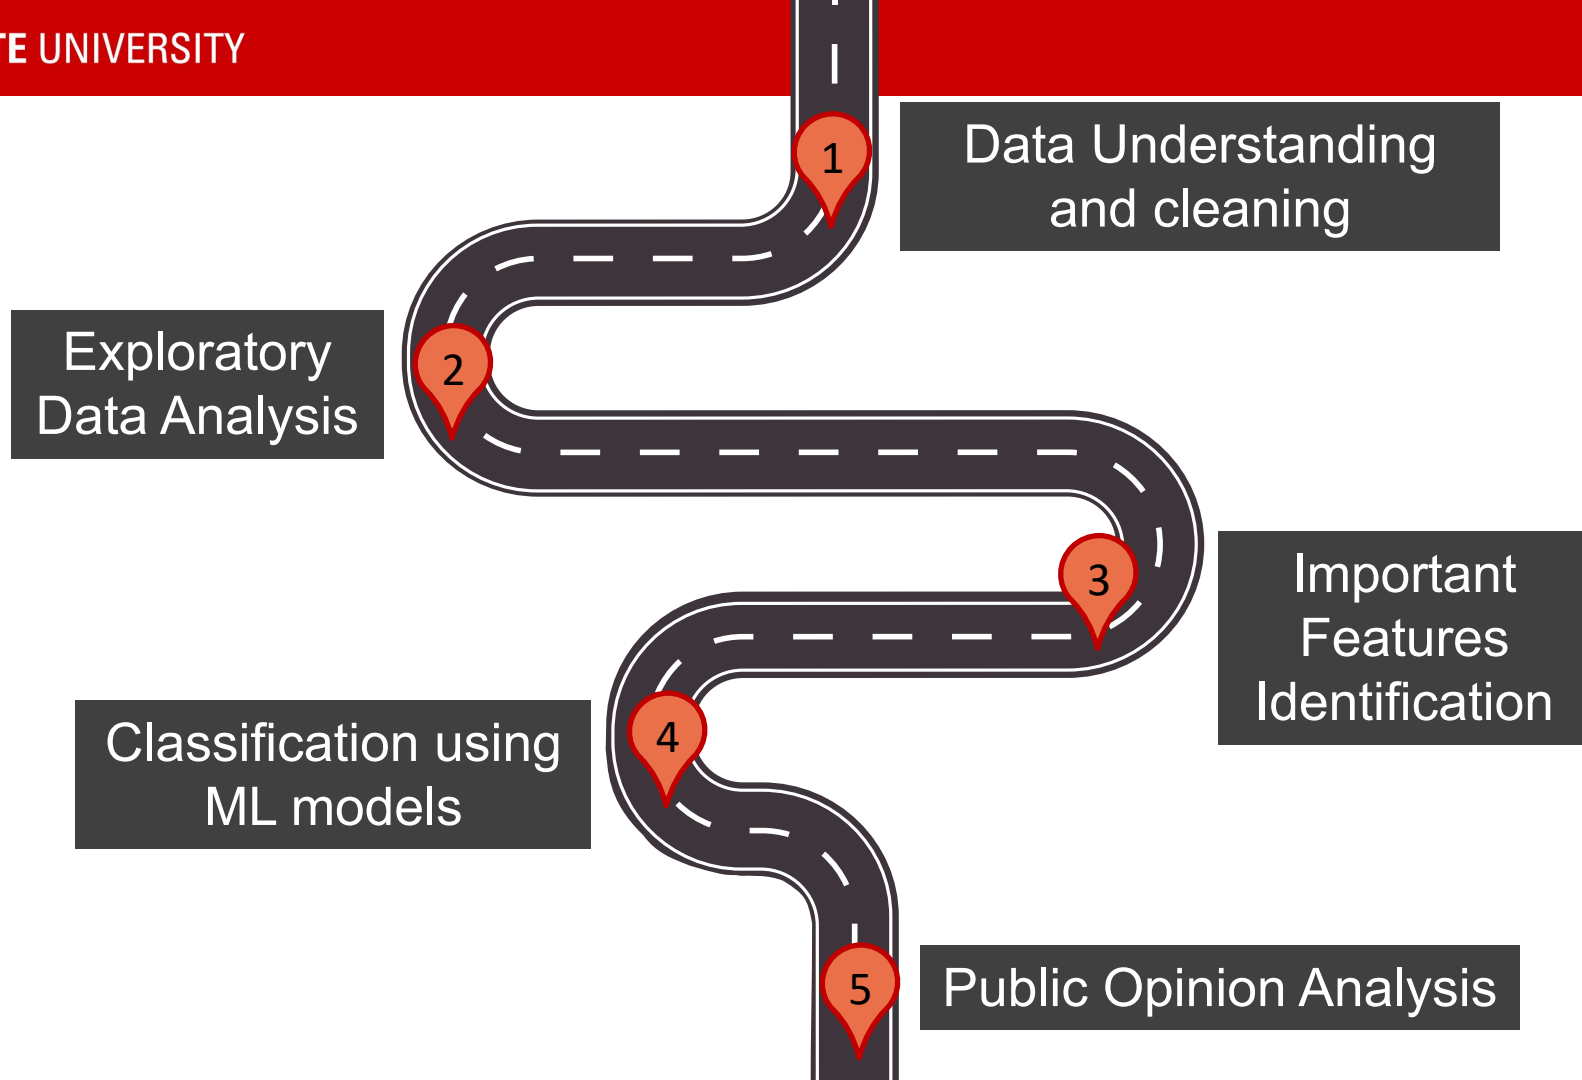 UNIVERSITY
1
Data Understanding
and cleaning
2
Exploratory
Data Analysis
3
Important
Features
Identification
4
Classification using
ML models
5
Public Opinion Analysis